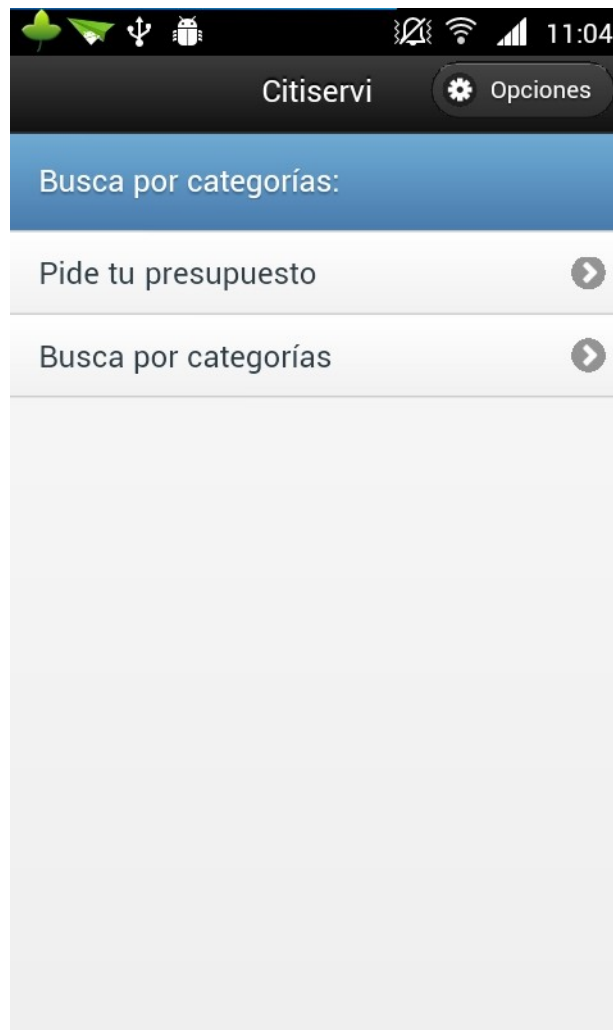 11:04
Citiservi
Opciones
Busca por categorías:
Pide tu presupuesto
Busca por categorías